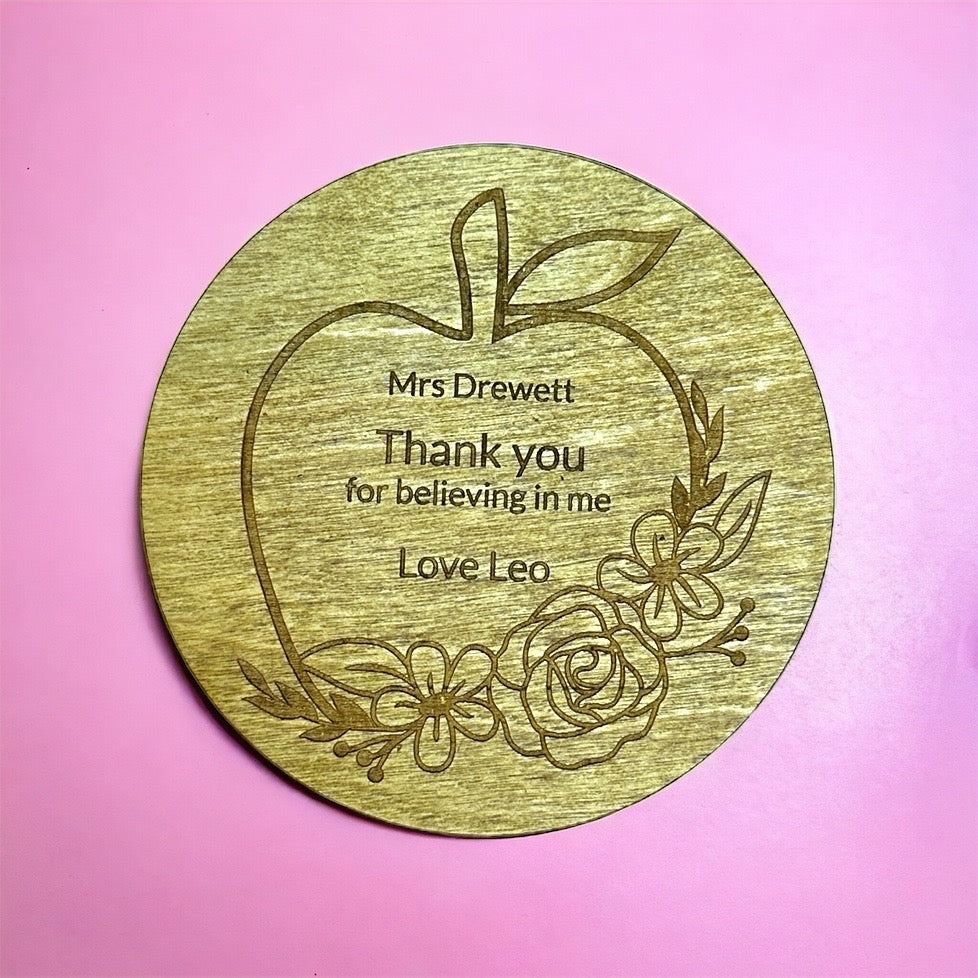 Mrs Drewett
Thank you
for believing in me
Love Leo